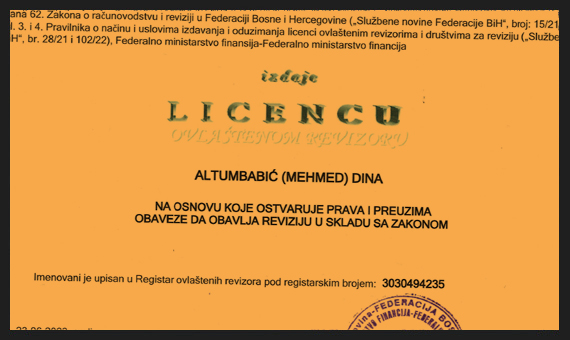 ana 62. Zakona o računovodstvu i reviziji u Federaciji Bosne i Hercegovine („Službene novine Federacije BiH“, broj: 15/21
l. 3. i 4. Pravilnika o načinu i uslovima izdavanja i oduzimanja licenci ovlaštenim revizorima i društvima za reviziju („Službe
iH“, br. 28/21 i 102/22), Federalno ministarstvo finansija-Federalno ministarstvo financija
izdaje
LICENCU
OVLAŠTENOM REVIZORU
ALTUMBABIĆ (MEHMED) DINA
NA OSNOVU KOJE OSTVARUJE PRAVA I PREUZIMA
OBAVEZE DA OBAVLJA REVIZIJU U SKLADU SA ZAKONOM
Imenovani je upisan u Registar ovlaštenih revizora pod registarskim brojem: 3030494235